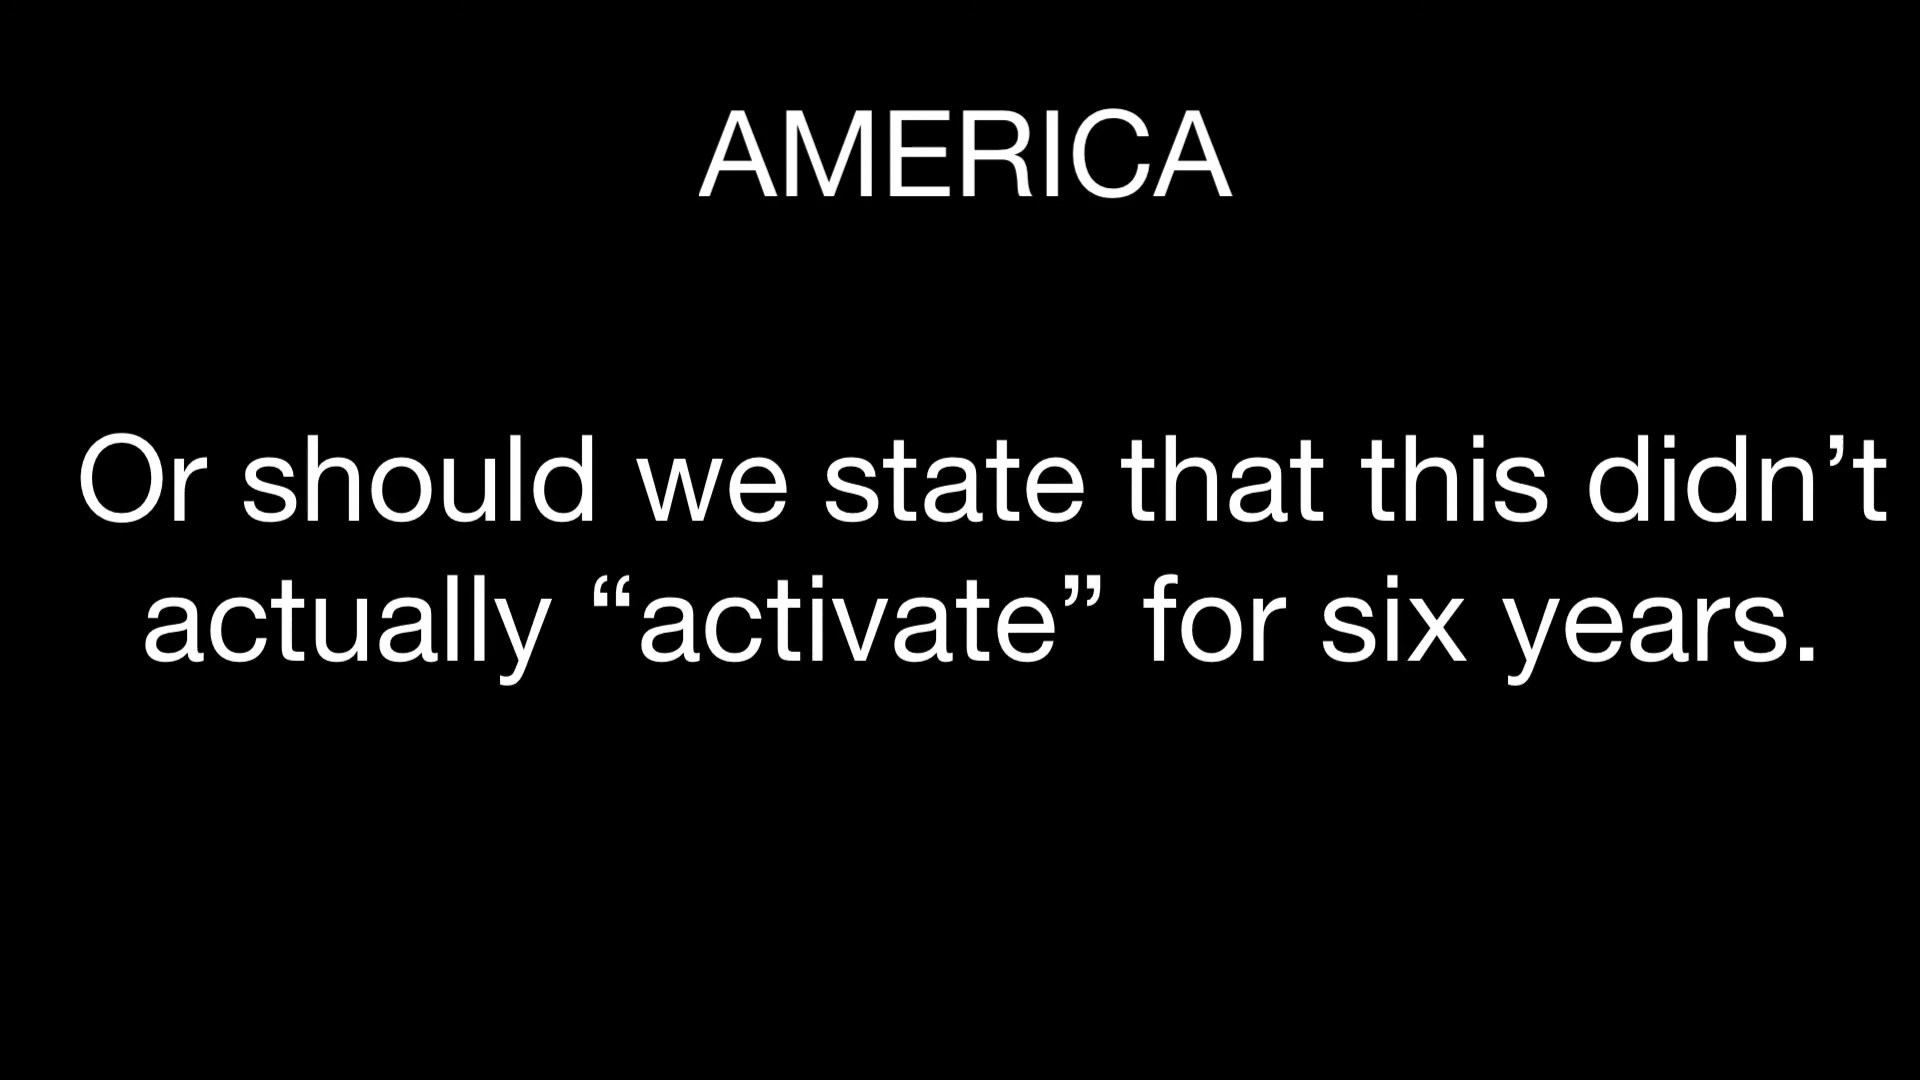 AMERICA
Or should we state that this didn’t
actually “activate” for six years.